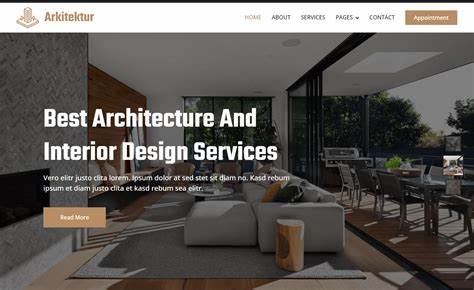 Arkitektur
HOME ABOUT SERVICES PAGES CONTACT Appointment
Best Architecture And
Interior Design Services
Vero elitr justo clita lorem. Ipsum dolor at sed stet sit diam no. Kasd rebum
ipsum et diam justo clita et kasd rebum sea elitr.
Read More